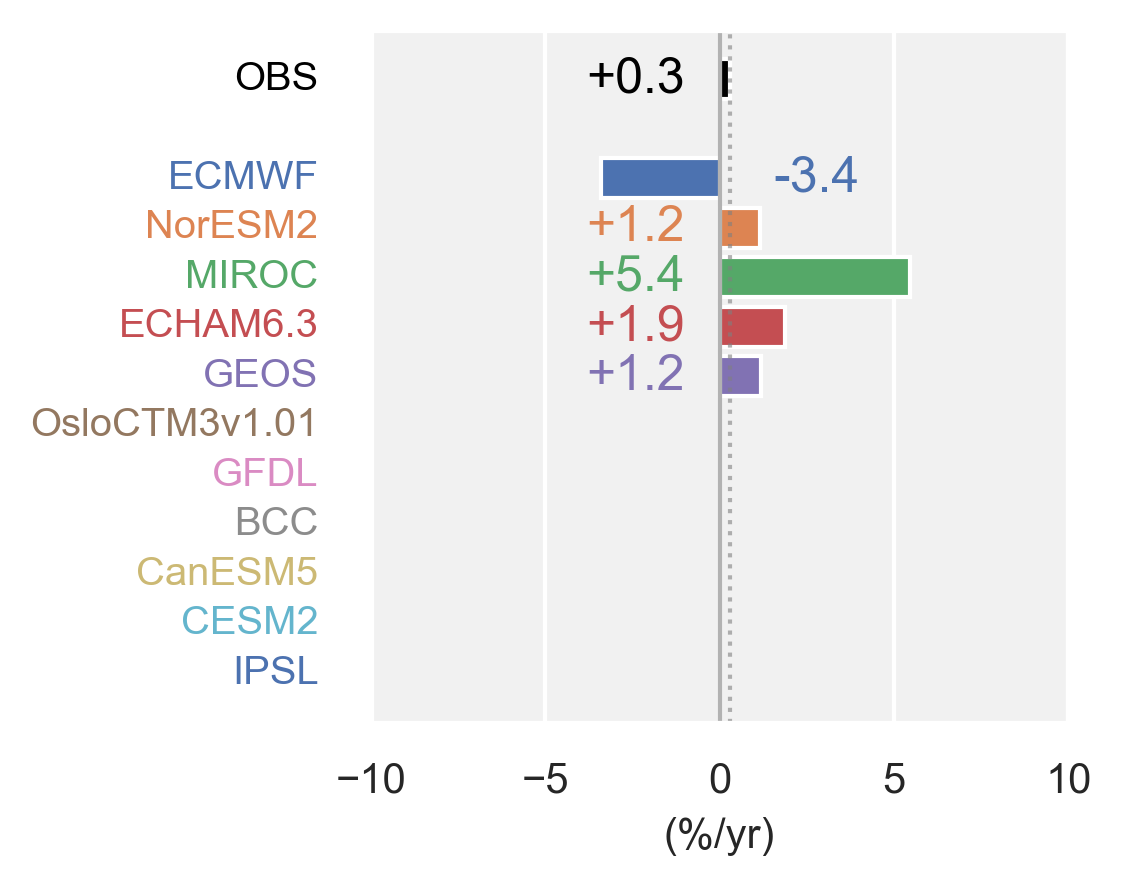 OBS +0.3
ECMWF -3.4
NorESM2 +1.2
MIROC +5.4
ECHAM6.3 +1.9
GEOS +1.2
OsloCTM3v1.01
GFDL
BCC
CanESM5
CESM2
IPSL
−10 −5 0 5 10
(%/yr)